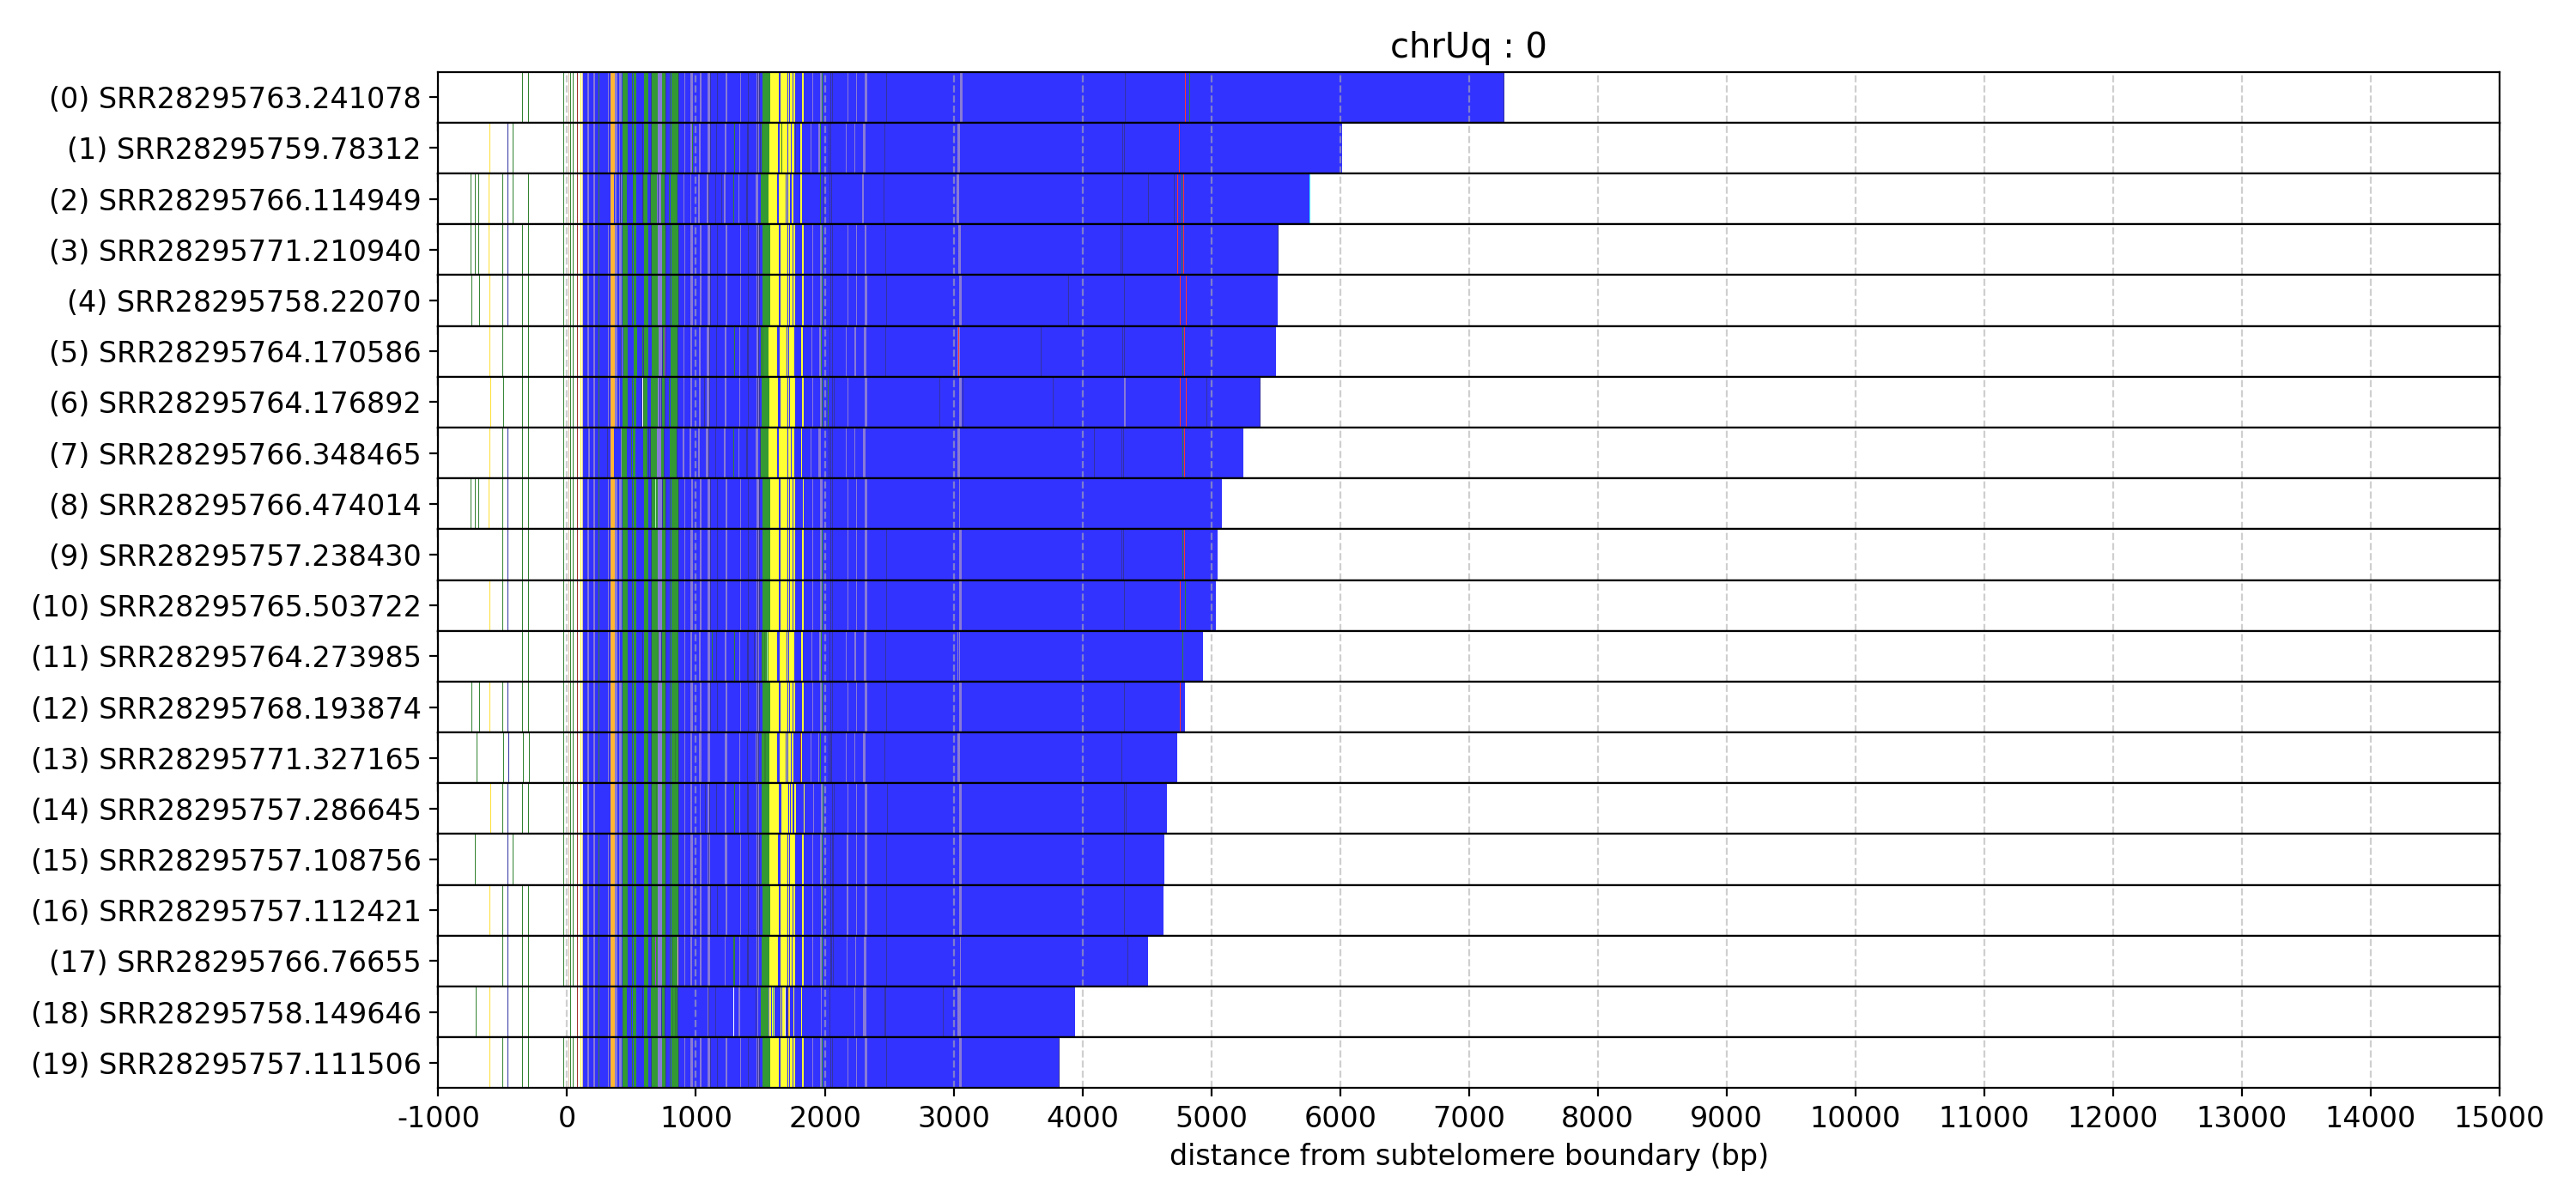 chrUq : 0
(0) SRR28295763.241078
(1) SRR28295759.78312
(2) SRR28295766.114949
(3) SRR28295771.210940
(4) SRR28295758.22070
(5) SRR28295764.170586
(6) SRR28295764.176892
(7) SRR28295766.348465
(8) SRR28295766.474014
(9) SRR28295757.238430
(10) SRR28295765.503722
(11) SRR28295764.273985
(12) SRR28295768.193874
(13) SRR28295771.327165
(14) SRR28295757.286645
(15) SRR28295757.108756
(16) SRR28295757.112421
(17) SRR28295766.76655
(18) SRR28295758.149646
(19) SRR28295757.111506
-1000 0 1000 2000 3000 4000 5000 6000 7000 8000 9000 10000 11000 12000 13000 14000 15000
distance from subtelomere boundary (bp)